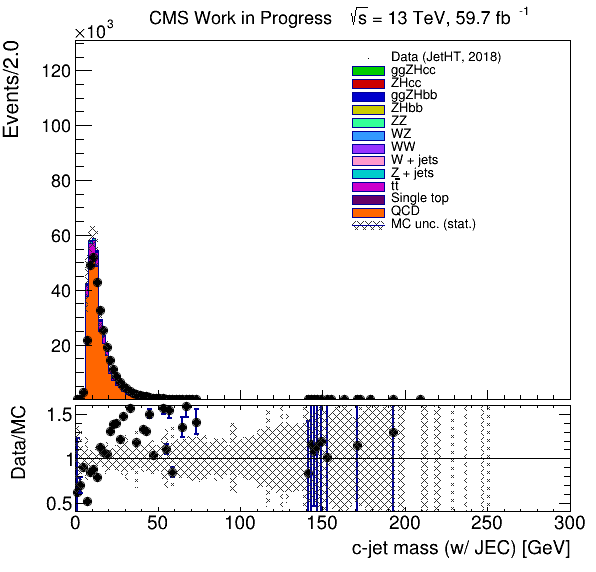 CMS Work in Progress √s = 13 TeV, 59.7 fb⁻¹
×10³
Events/2.0
120
100
80
60
40
20
0
Data (JetHT, 2018)
ggZHcc
ZHcc
ggZHbb
ZHbb
ZZ
WZ
WW
W + jets
Z + jets
tt̄
Single top
QCD
MC unc. (stat.)
Data/MC
1.5
1
0.5
0 50 100 150 200 250 300
c-jet mass (w/ JEC) [GeV]